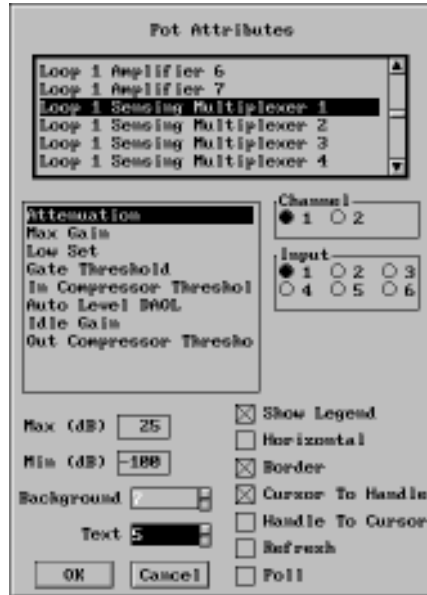 Pot Attributes
Loop 1 Amplifier 6
Loop 1 Amplifier 7
Loop 1 Sensing Multiplexer 1
Loop 1 Sensing Multiplexer 2
Loop 1 Sensing Multiplexer 3
Loop 1 Sensing Multiplexer 4
Attenuation
Max Gain
Low Set
Gate Threshold
In Compressor Threshol
Auto Level DAOL
Idle Gain
Out Compressor Thresho
Channel
1 2
Input
1 2 3
4 5 6
Max (dB) 25
Min (dB) -100
Background 7
Text 5
OK Cancel
Show Legend
Horizontal
Border
Cursor To Handle
Handle To Cursor
Refresh
Poll